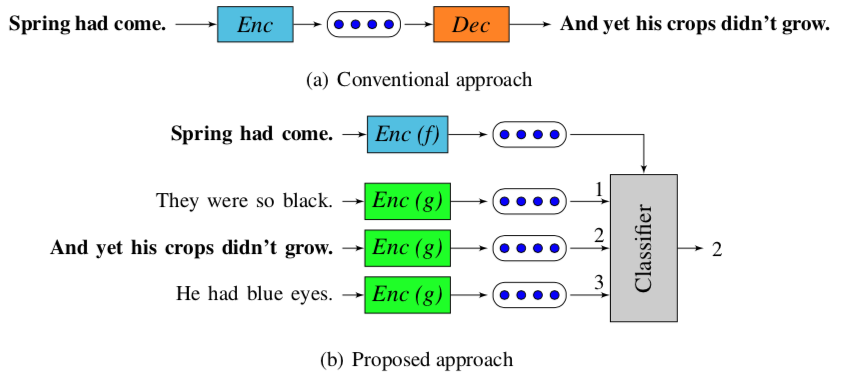 Spring had come. Enc Dec And yet his crops didn't grow.
(a) Conventional approach
Spring had come. Enc (f)
They were so black. Enc (g) 1
And yet his crops didn't grow. Enc (g) 2 Classifier 2
He had blue eyes. Enc (g) 3
(b) Proposed approach